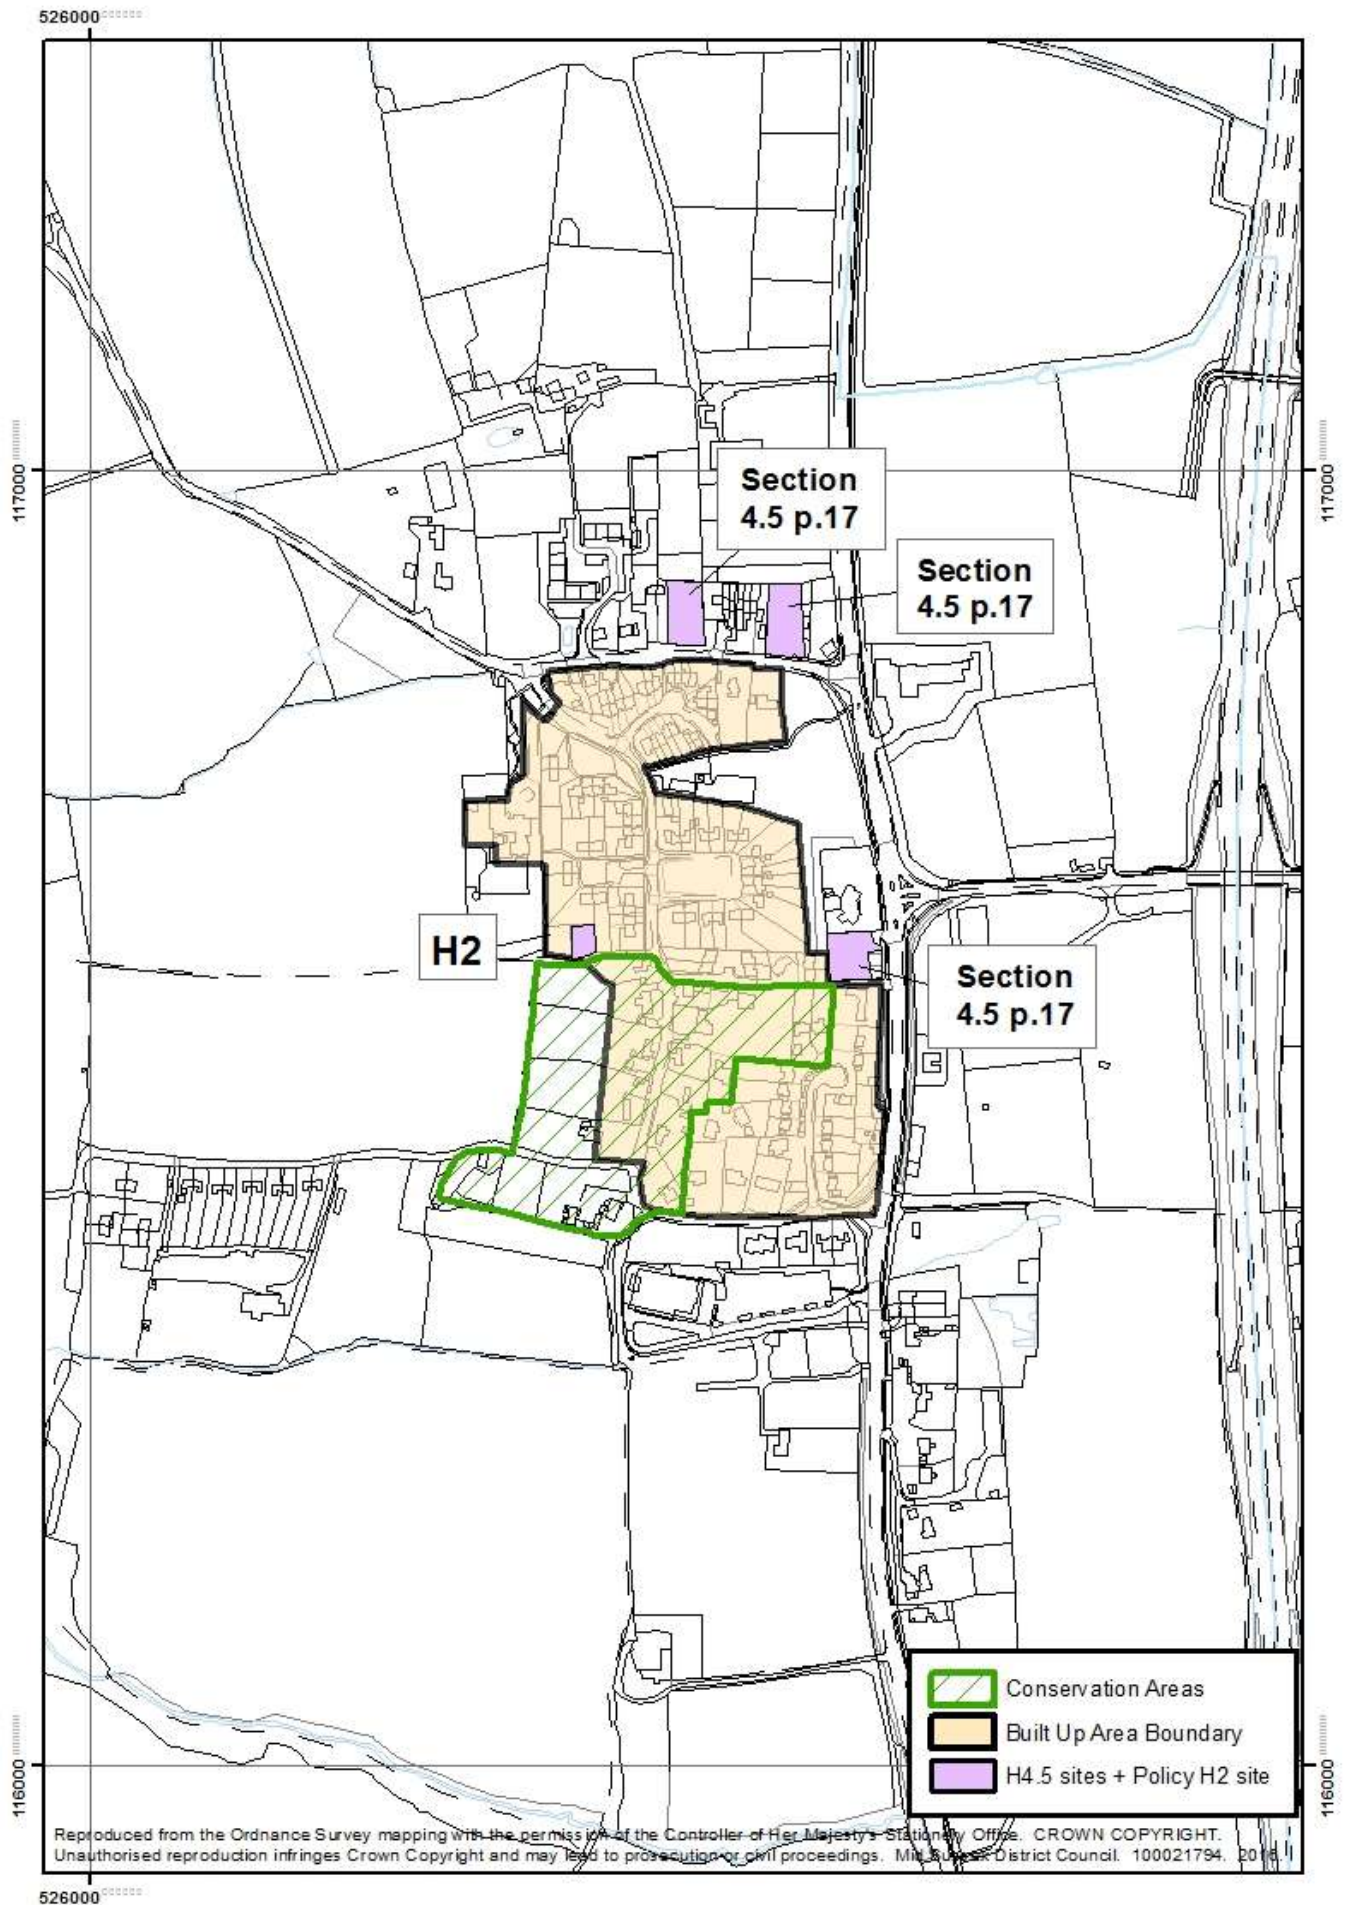 526000
117000
117000
Section
4.5 p.17
Section
4.5 p.17
H2
Section
4.5 p.17
Conservation Areas
Built Up Area Boundary
H4.5 sites + Policy H2 site
116000
116000
Reproduced from the Ordnance Survey mapping with the permission of the Controller of Her Majesty's Stationery Office. CROWN COPYRIGHT.
Unauthorised reproduction infringes Crown Copyright and may lead to prosecution or civil proceedings. Mid Sussex District Council. 100021794.
526000